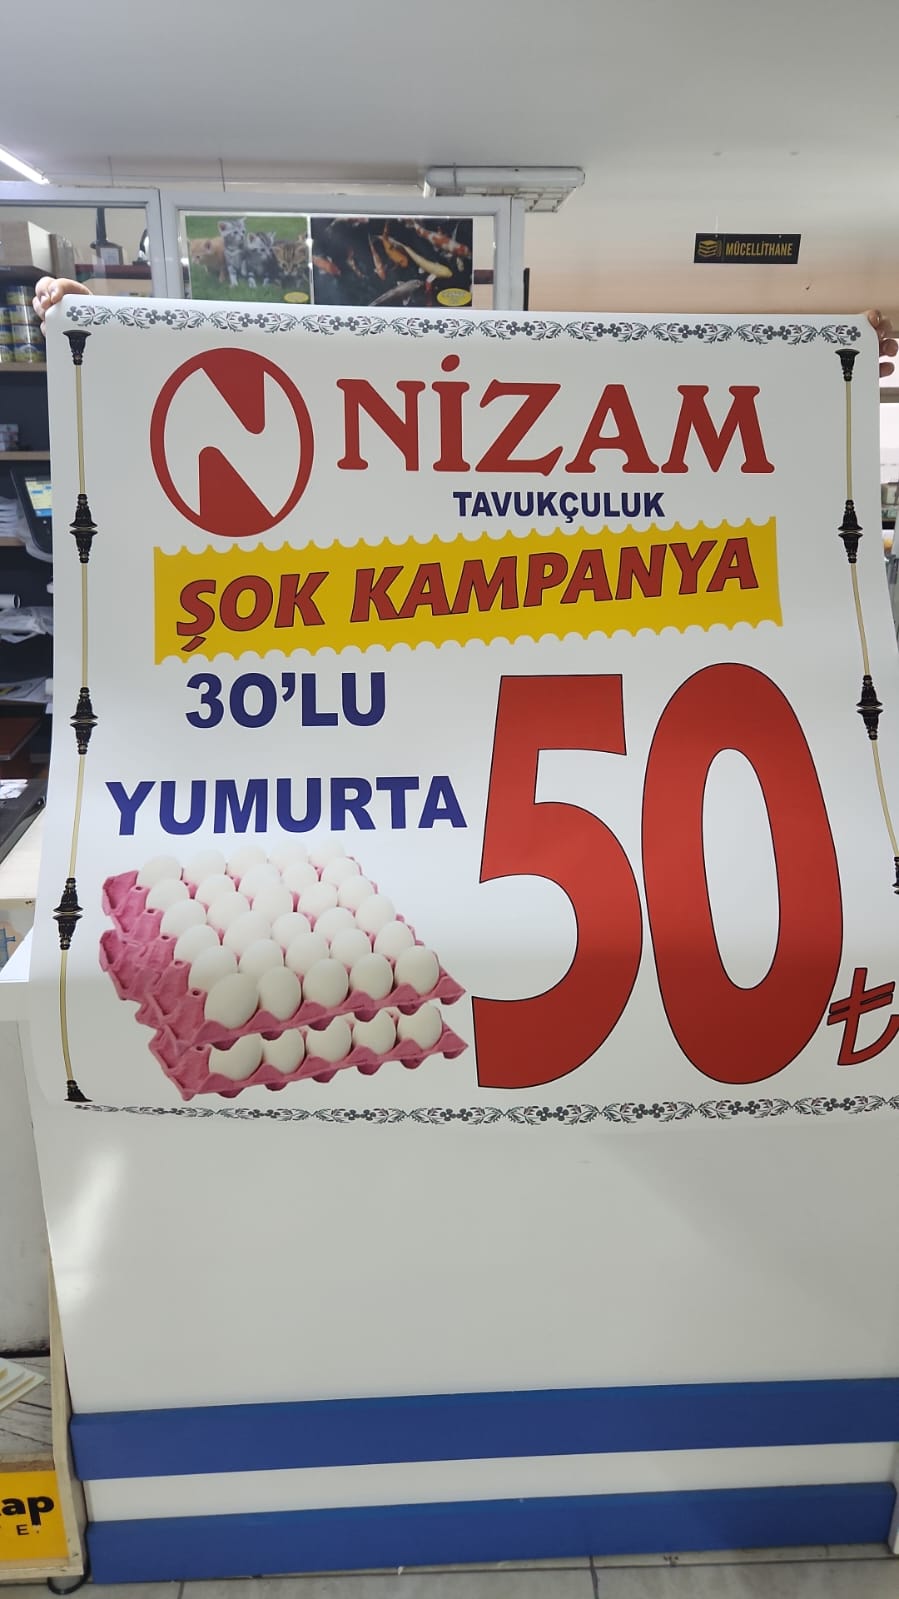 MÜCELLİTHANE
NİZAM
TAVUKÇULUK
ŞOK KAMPANYA
30'LU
YUMURTA
50₺